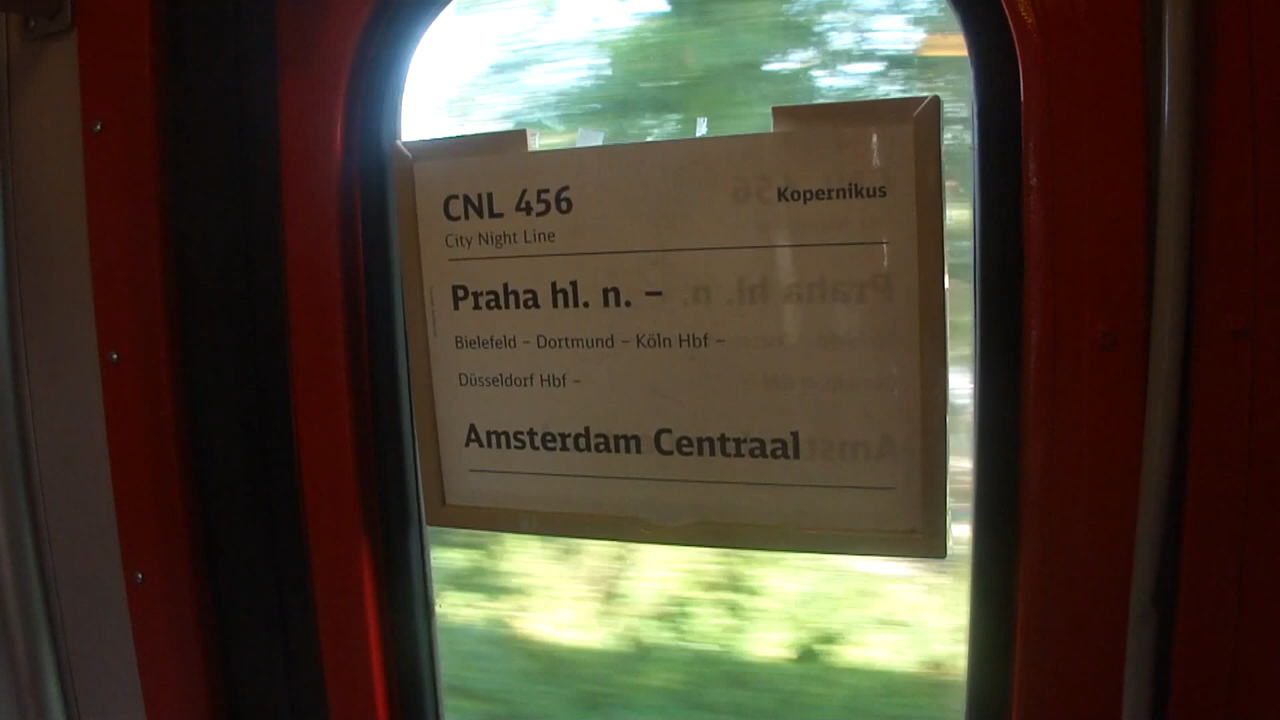 CNL 456
Kopernikus
City Night Line
Praha hl. n. –
Bielefeld – Dortmund – Köln Hbf –
Düsseldorf Hbf –
Amsterdam Centraal